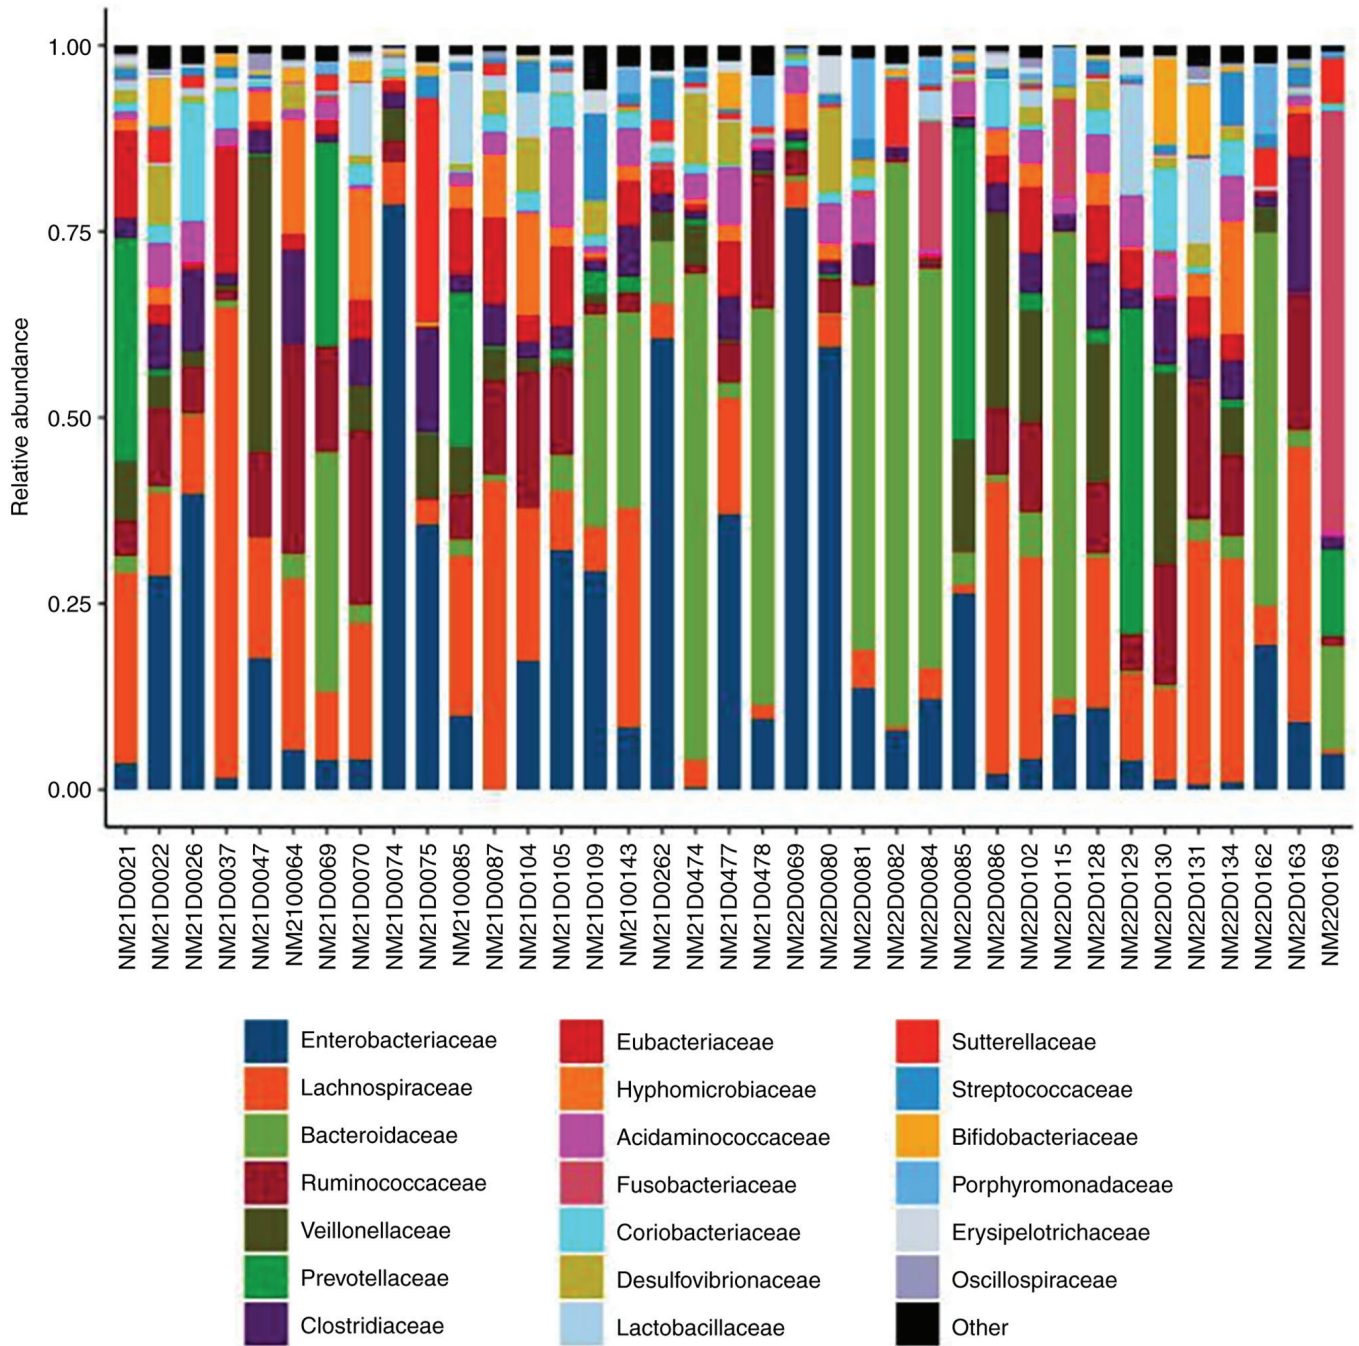 Relative abundance
1.00
0.75
0.50
0.25
0.00
NM21D0021
NM21D0022
NM21D0026
NM21D0037
NM21D0047
NM2100064
NM21D0069
NM21D0070
NM21D0074
NM21D0075
NM2100085
NM21D0087
NM21D0104
NM21D0105
NM21D0109
NM210143
NM21D0262
NM21D0474
NM21D0477
NM21D0478
NM22D0069
NM22D0080
NM22D0081
NM22D0082
NM22D0084
NM22D0085
NM22D0086
NM22D0102
NM22D0115
NM22D0128
NM22D0129
NM22D0130
NM22D0131
NM22D0134
NM22D0162
NM22D0163
NM220169
Enterobacteriaceae
Lachnospiraceae
Bacteroidaceae
Ruminococcaceae
Veillonellaceae
Prevotellaceae
Clostridiaceae
Eubacteriaceae
Hyphomicrobiaceae
Acidaminococcaceae
Fusobacteriaceae
Coriobacteriaceae
Desulfovibrionaceae
Lactobacillaceae
Sutterellaceae
Streptococcaceae
Bifidobacteriaceae
Porphyromonadaceae
Erysipelotrichaceae
Oscillospiraceae
Other